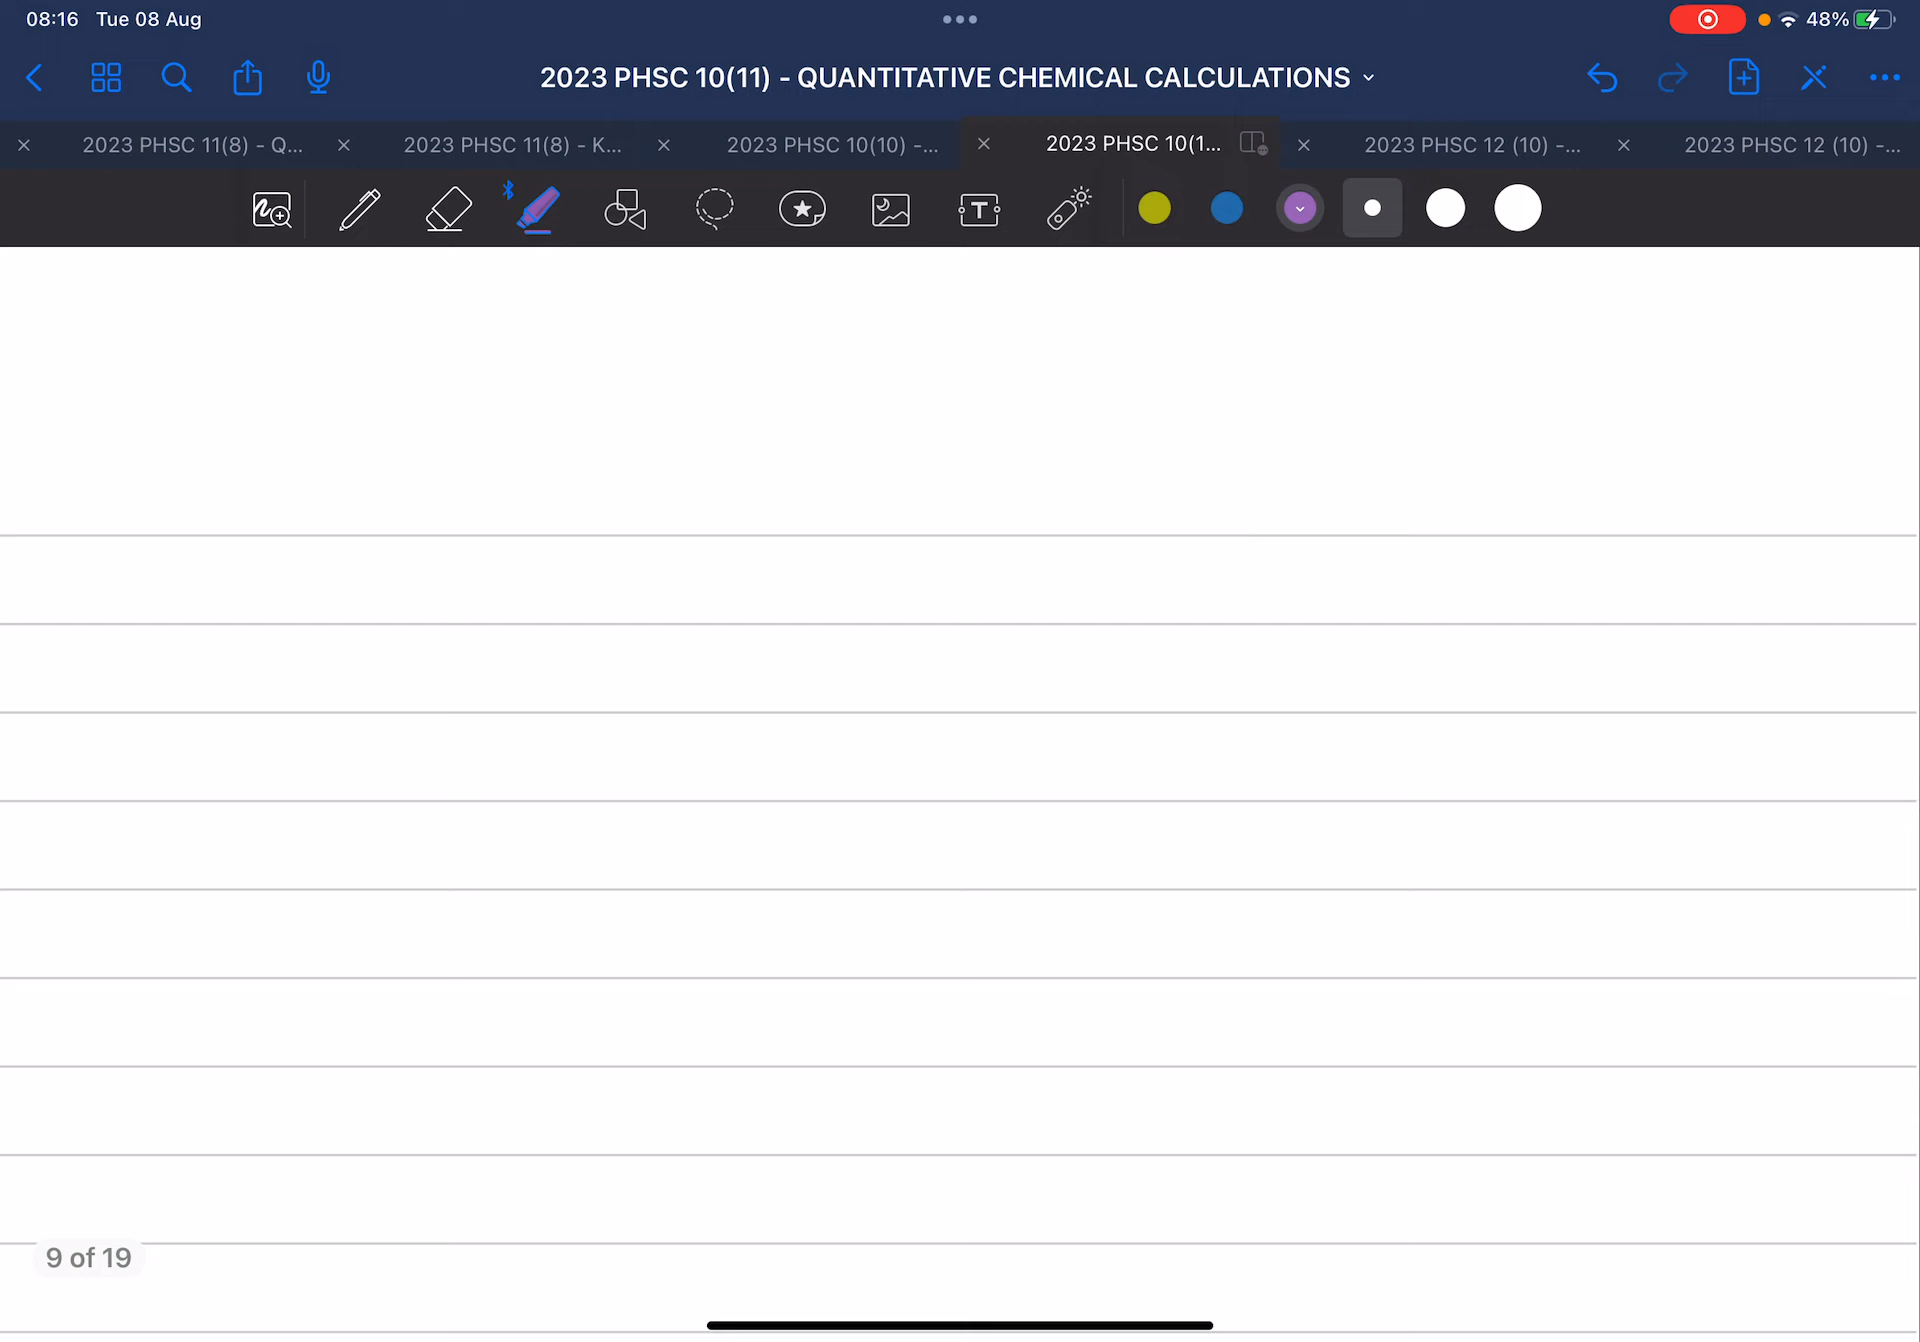 08:16 Tue 08 Aug
48%
2023 PHSC 10(11) - QUANTITATIVE CHEMICAL CALCULATIONS
2023 PHSC 11(8) - Q...
2023 PHSC 11(8) - K...
2023 PHSC 10(10) -...
2023 PHSC 10(1...
2023 PHSC 12 (10) -...
2023 PHSC 12 (10) -...
T
9 of 19